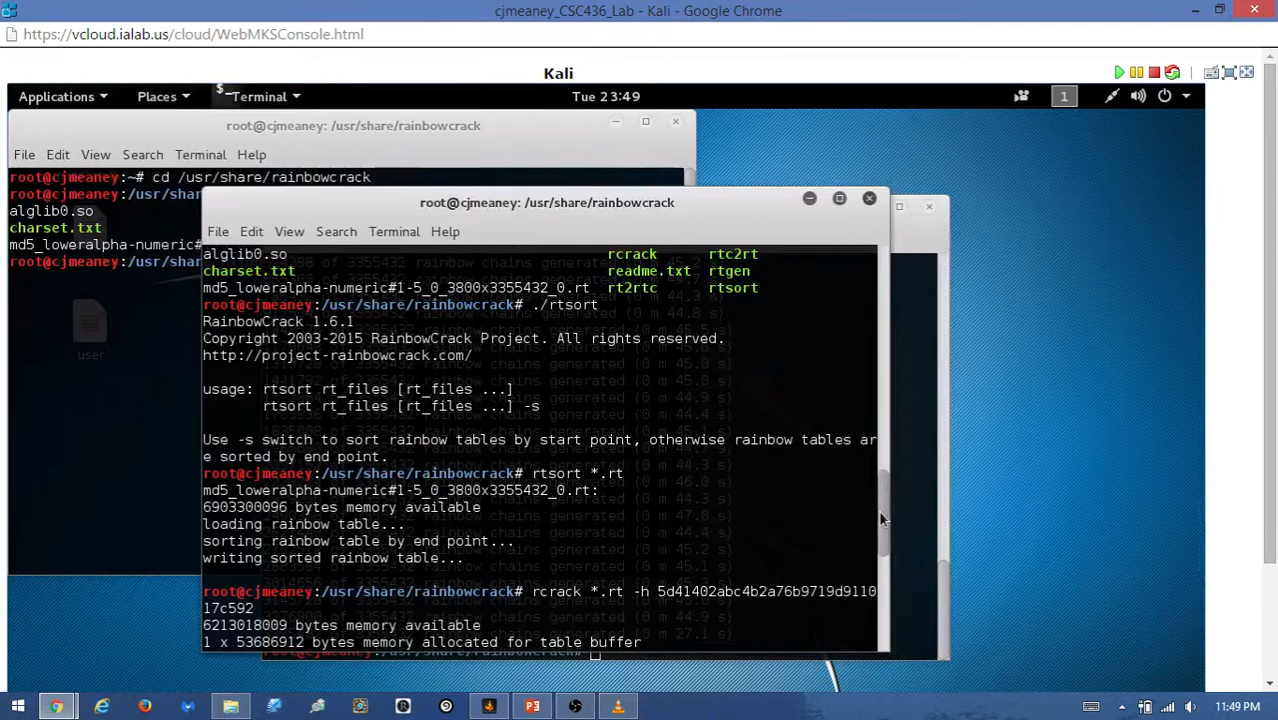 cjmeaney_CSC436_Lab - Kali - Google Chrome
https://vcloud.ialab.us/cloud/WebMKSConsole.html
Kali
Applications Places Terminal Tue 23:49 1
root@cjmeaney: /usr/share/rainbowcrack
File Edit View Search Terminal Help
root@cjmeaney:~# cd /usr/share/rainbowcrack
root@cjmeaney:/usr/shar
alglib0.so
charset.txt
md5_loweralpha-numeric#
root@cjmeaney:/usr/shar
user
root@cjmeaney: /usr/share/rainbowcrack
File Edit View Search Terminal Help
alglib0.so rcrack rtc2rt
charset.txt readme.txt rtgen
md5_loweralpha-numeric#1-5_0_3800x3355432_0.rt rt2rtc rtsort
root@cjmeaney:/usr/share/rainbowcrack# ./rtsort
RainbowCrack 1.6.1
Copyright 2003-2015 RainbowCrack Project. All rights reserved.
http://project-rainbowcrack.com/
usage: rtsort rt_files [rt_files ...]
rtsort rt_files [rt_files ...] -s
Use -s switch to sort rainbow tables by start point, otherwise rainbow tables ar
e sorted by end point.
root@cjmeaney:/usr/share/rainbowcrack# rtsort *.rt
md5_loweralpha-numeric#1-5_0_3800x3355432_0.rt:
6903300096 bytes memory available
loading rainbow table...
sorting rainbow table by end point...
writing sorted rainbow table...
root@cjmeaney:/usr/share/rainbowcrack# rcrack *.rt -h 5d41402abc4b2a76b9719d9110
17c592
6213018009 bytes memory available
1 x 53686912 bytes memory allocated for table buffer
11:49 PM